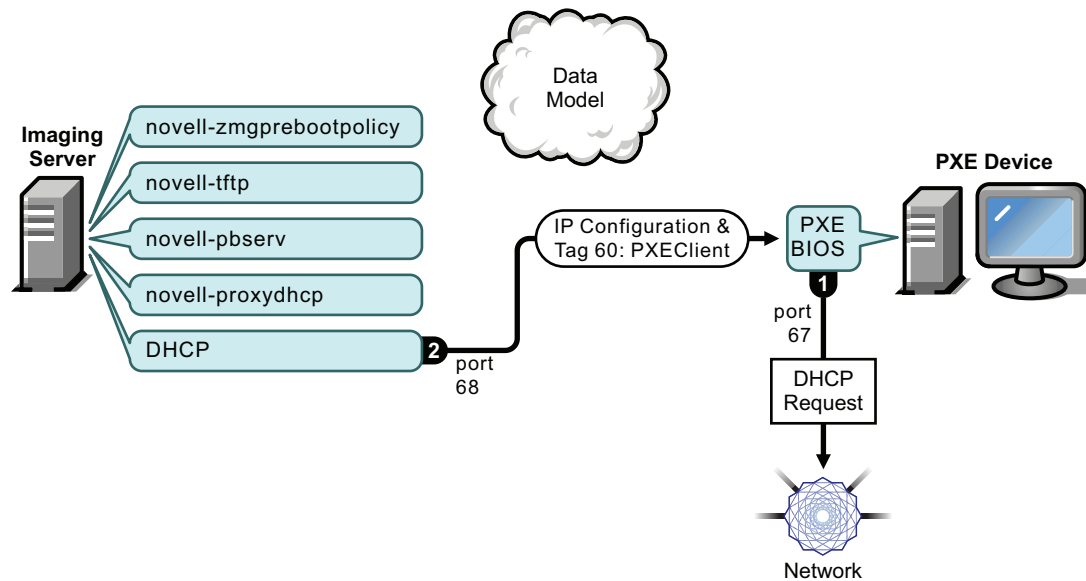 Data
Model
Imaging
Server
novell-zmgprebootpolicy
novell-tftp
novell-pbserv
novell-proxydhcp
DHCP
2
port
68
IP Configuration &
Tag 60: PXEClient
PXE Device
PXE
BIOS
1
port
67
DHCP
Request
Network